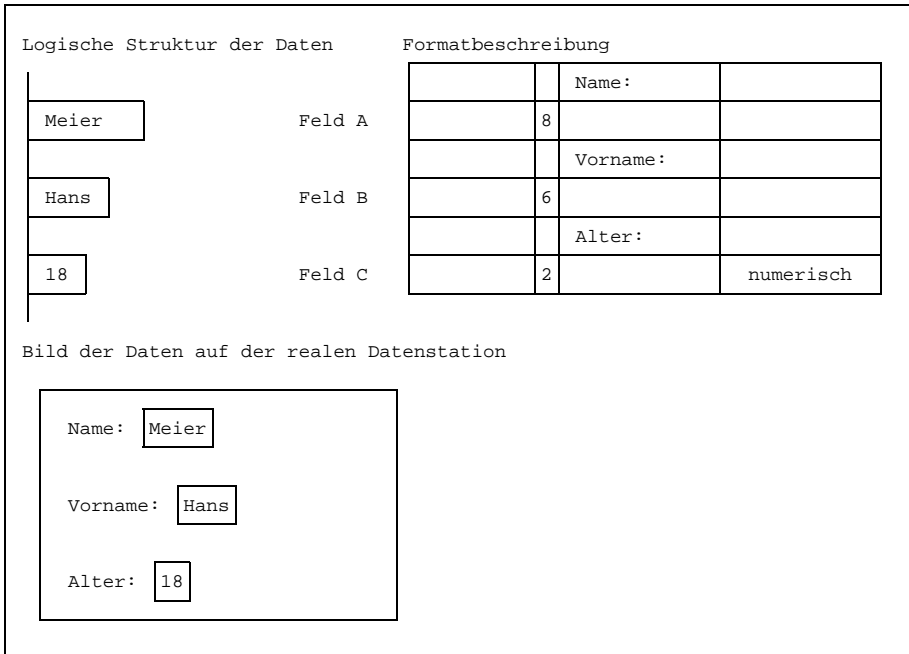 Logische Struktur der Daten Formatbeschreibung
Name:
Meier Feld A 8
Vorname:
Hans Feld B 6
Alter:
18 Feld C 2 numerisch
Bild der Daten auf der realen Datenstation
Name: Meier
Vorname: Hans
Alter: 18